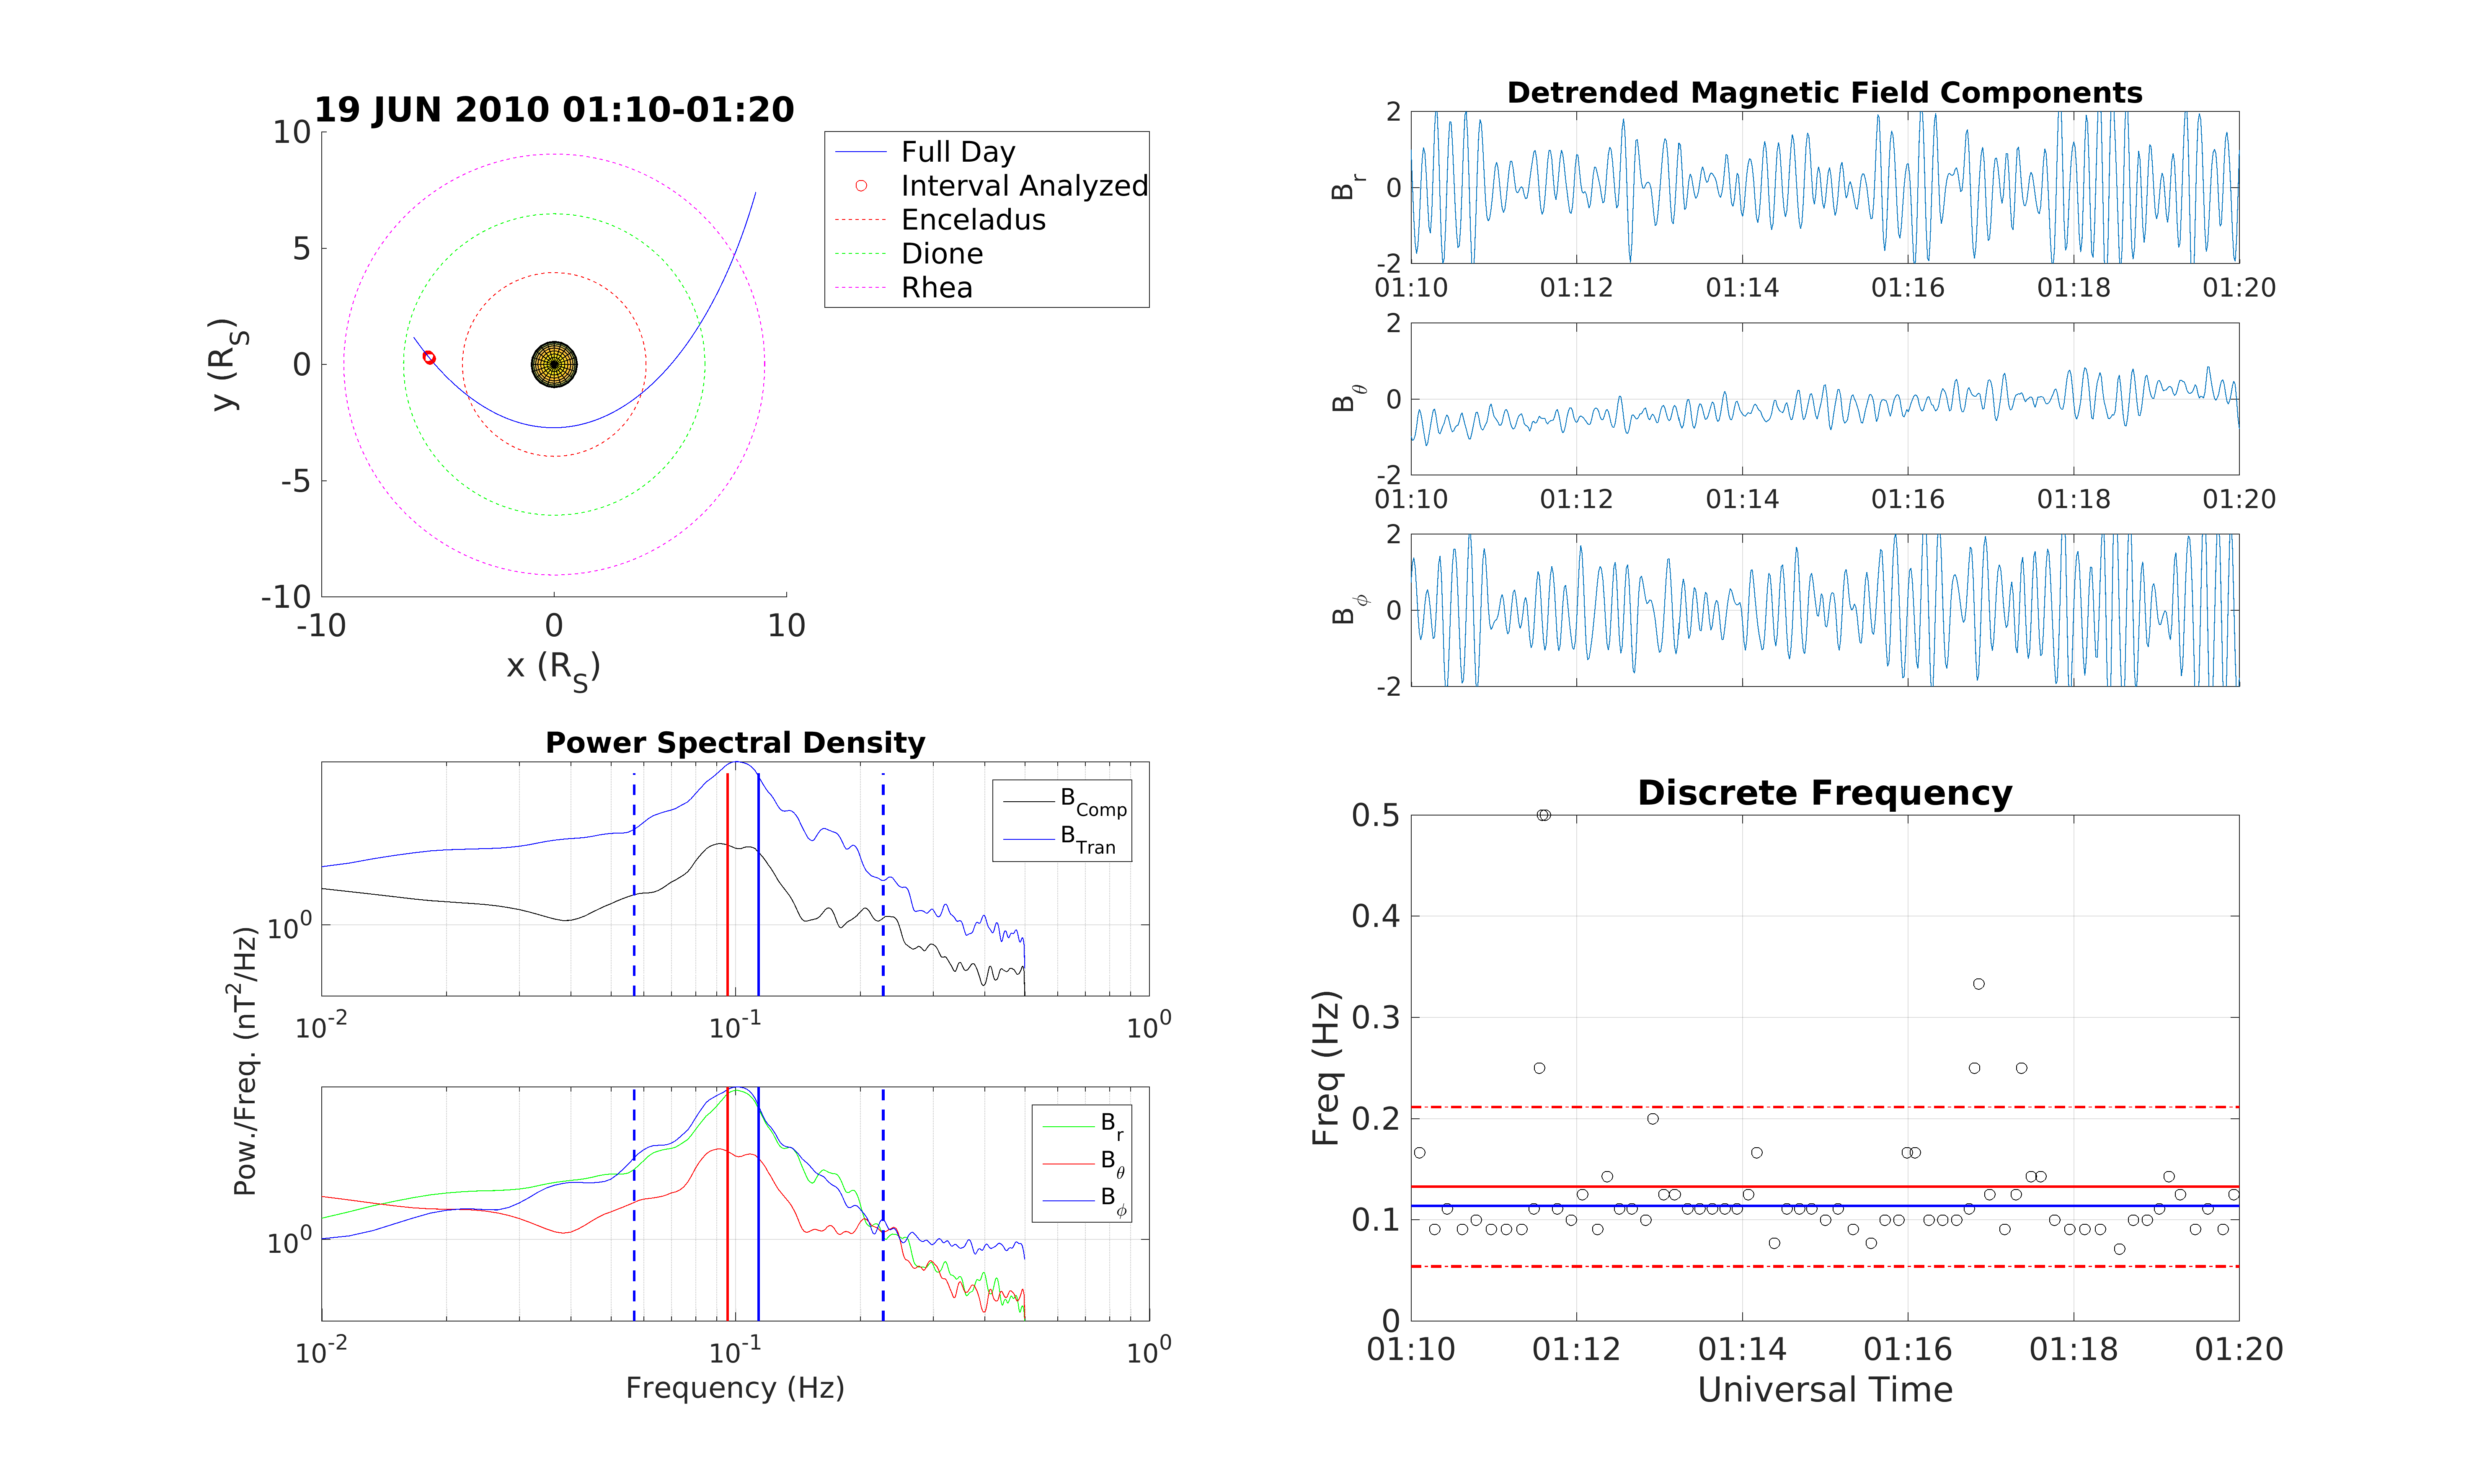 19 JUN 2010 01:10-01:20
10
5
0
-5
-10
-10 0 10
y (R_S)
x (R_S)
Full Day
Interval Analyzed
Enceladus
Dione
Rhea
Detrended Magnetic Field Components
2
0
-2
B_r
01:10 01:12 01:14 01:16 01:18 01:20
2
0
-2
B_θ
01:10 01:12 01:14 01:16 01:18 01:20
2
0
-2
B_ϕ
Power Spectral Density
B_Comp
B_Tran
10^0
10^-2 10^-1 10^0
Pow./Freq. (nT^2/Hz)
B_r
B_θ
B_ϕ
10^0
10^-2 10^-1 10^0
Frequency (Hz)
Discrete Frequency
0.5
0.4
0.3
0.2
0.1
0
Freq (Hz)
01:10 01:12 01:14 01:16 01:18 01:20
Universal Time